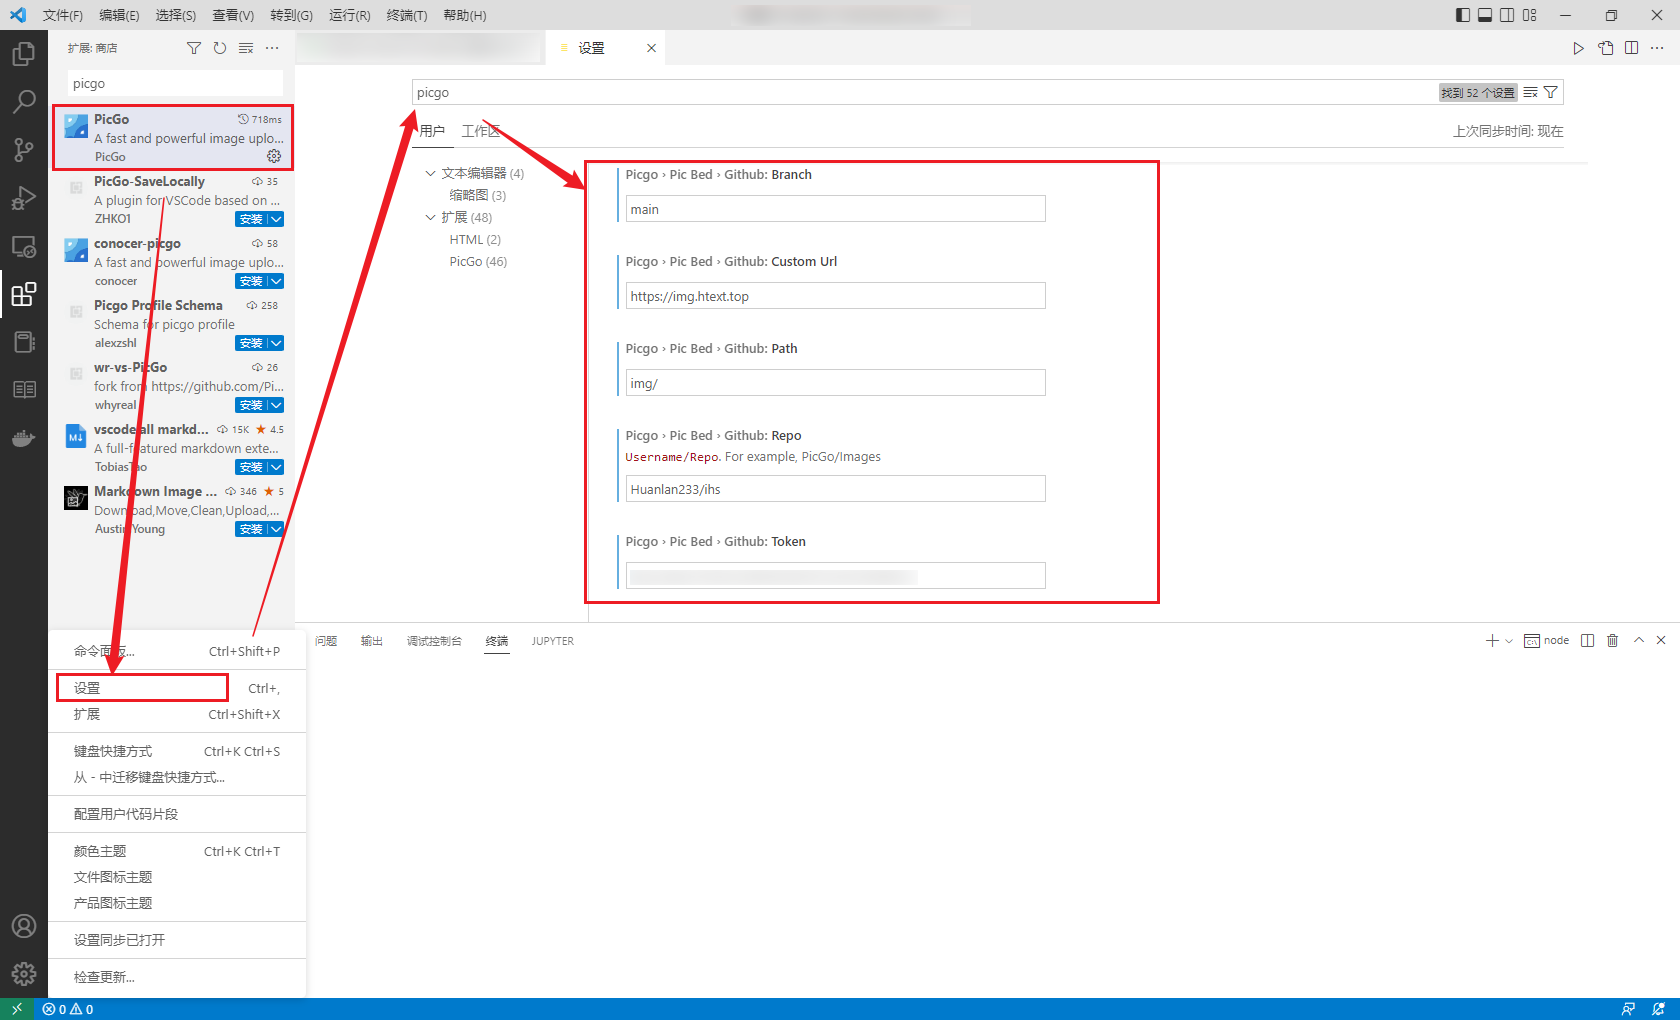 文件(F) 编辑(E) 选择(S) 查看(V) 转到(G) 运行(R) 终端(T) 帮助(H)
扩展: 商店
picgo
PicGo 718ms
A fast and powerful image uplo...
PicGo
PicGo-SaveLocally 35
A plugin for VSCode based on ...
ZHKO1 安装
conocer-picgo 58
A fast and powerful image uplo...
conocer 安装
Picgo Profile Schema 258
Schema for picgo profile
alexzshl 安装
wr-vs-PicGo 26
fork from https://github.com/Pi...
whyreal 安装
vscode all markd... 15K 4.5
A full-featured markdown exte...
TobiasTao 安装
Markdown Image ... 346 5
Download,Move,Clean,Upload,...
Austin Young 安装
命令面板... Ctrl+Shift+P
设置 Ctrl+,
扩展 Ctrl+Shift+X
键盘快捷方式 Ctrl+K Ctrl+S
从 - 中迁移键盘快捷方式...
配置用户代码片段
颜色主题 Ctrl+K Ctrl+T
文件图标主题
产品图标主题
设置同步已打开
检查更新...
设置
picgo 找到 52 个设置
用户 工作区 上次同步时间: 现在
文本编辑器 (4)
缩略图 (3)
扩展 (48)
HTML (2)
PicGo (46)
Picgo › Pic Bed › Github: Branch
main
Picgo › Pic Bed › Github: Custom Url
https://img.htext.top
Picgo › Pic Bed › Github: Path
img/
Picgo › Pic Bed › Github: Repo
Username/Repo. For example, PicGo/Images
Huanlan233/ihs
Picgo › Pic Bed › Github: Token
问题 输出 调试控制台 终端 JUPYTER node
0 0